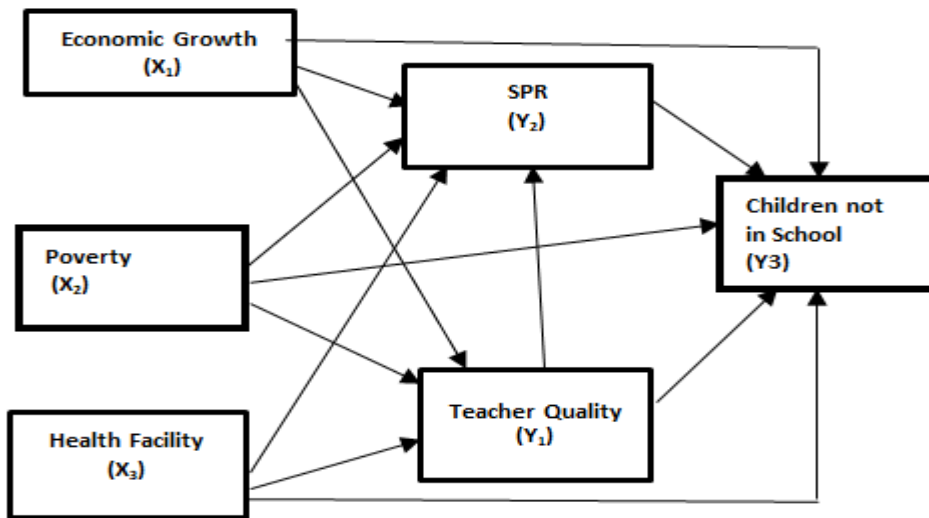 Economic Growth
(X₁)
SPR
(Y₂)
Children not
in School
(Y3)
Poverty
(X₂)
Teacher Quality
(Y₁)
Health Facility
(X₃)